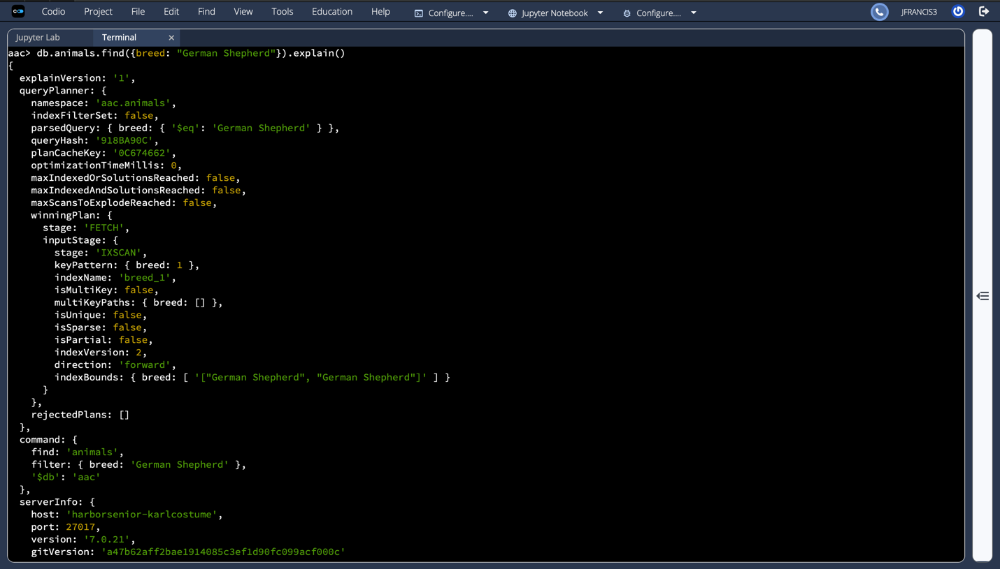 Codio Project File Edit Find View Tools Education Help Configure.... Jupyter Notebook Configure.... JFRANCIS3
Jupyter Lab Terminal ×
aac> db.animals.find({breed: "German Shepherd"}).explain()
{
  explainVersion: '1',
  queryPlanner: {
    namespace: 'aac.animals',
    indexFilterSet: false,
    parsedQuery: { breed: { '$eq': 'German Shepherd' } },
    queryHash: '918BA90C',
    planCacheKey: '0C674662',
    optimizationTimeMillis: 0,
    maxIndexedOrSolutionsReached: false,
    maxIndexedAndSolutionsReached: false,
    maxScansToExplodeReached: false,
    winningPlan: {
      stage: 'FETCH',
      inputStage: {
        stage: 'IXSCAN',
        keyPattern: { breed: 1 },
        indexName: 'breed_1',
        isMultiKey: false,
        multiKeyPaths: { breed: [] },
        isUnique: false,
        isSparse: false,
        isPartial: false,
        indexVersion: 2,
        direction: 'forward',
        indexBounds: { breed: [ '["German Shepherd", "German Shepherd"]' ] }
      }
    },
    rejectedPlans: []
  },
  command: {
    find: 'animals',
    filter: { breed: 'German Shepherd' },
    '$db': 'aac'
  },
  serverInfo: {
    host: 'harborsenior-karlcostume',
    port: 27017,
    version: '7.0.21',
    gitVersion: 'a47b62aff2bae1914085c3ef1d90fc099acf000c'